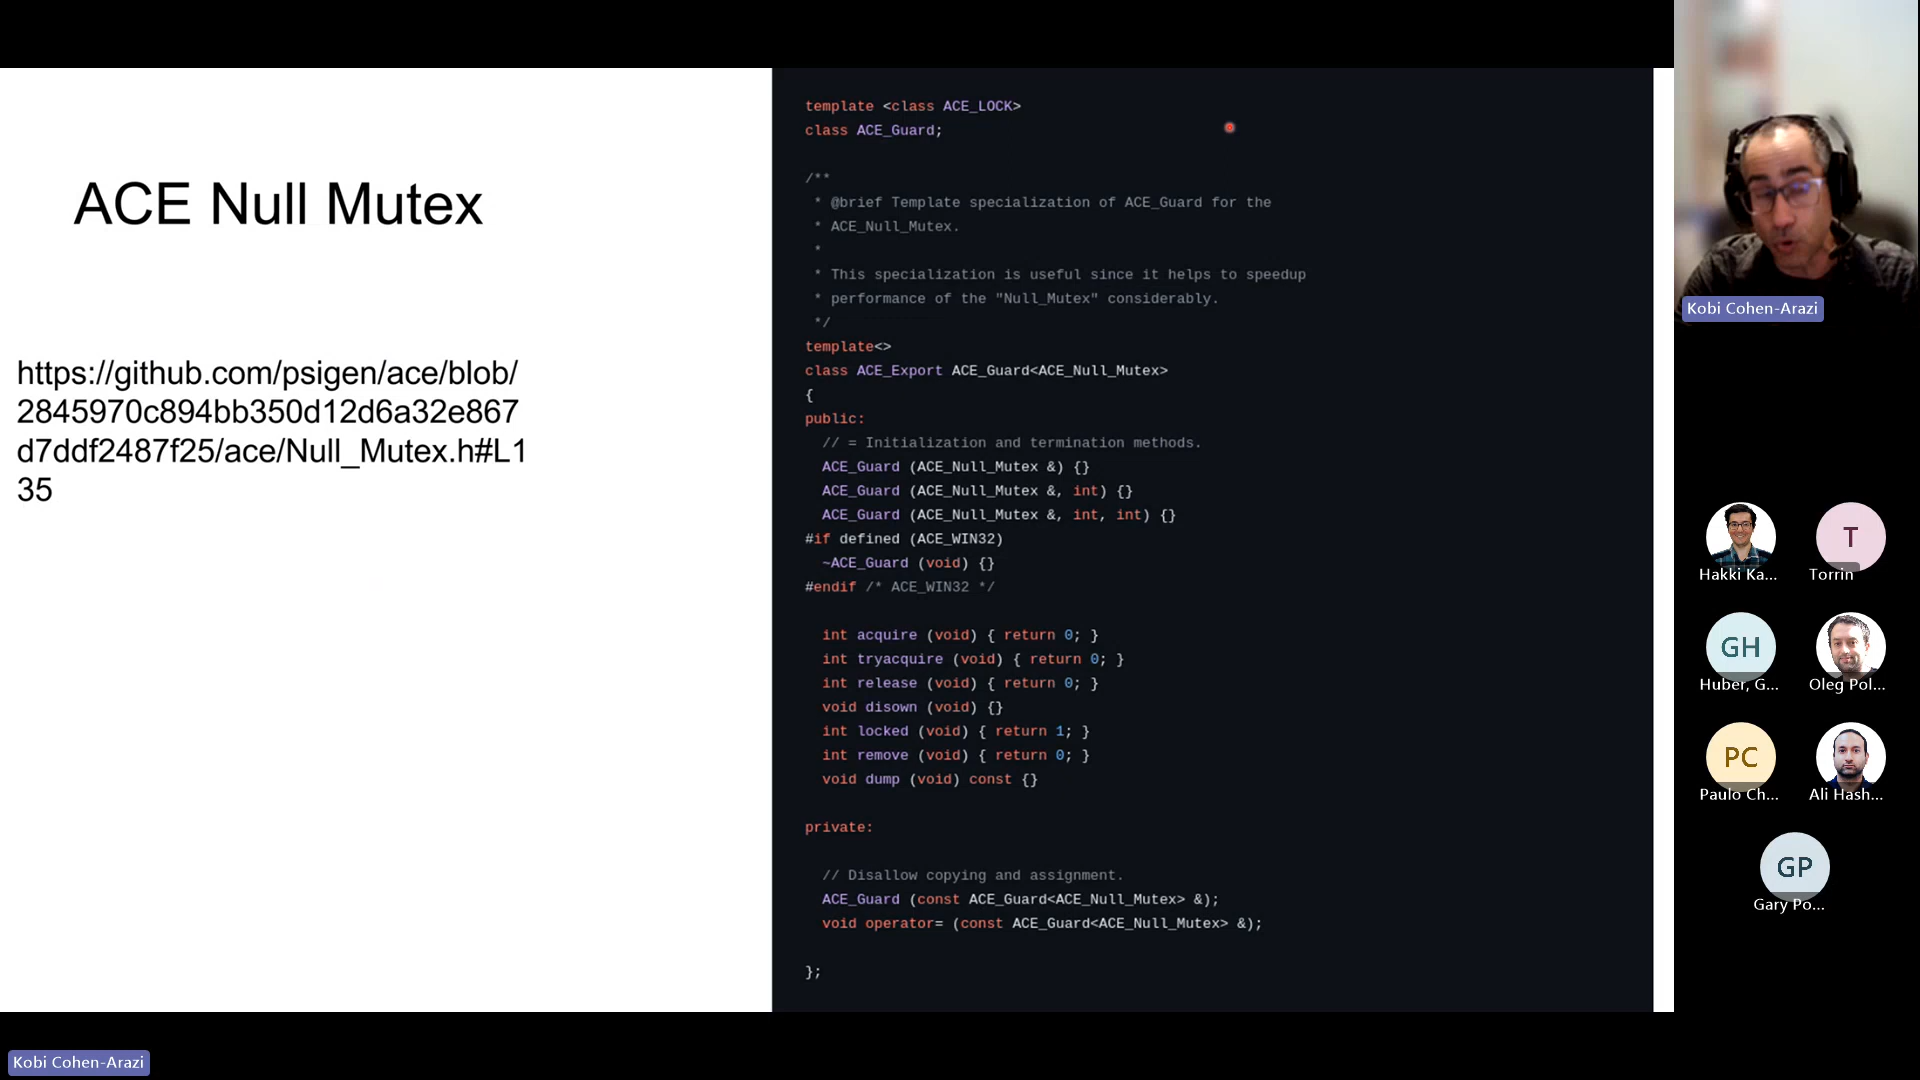 ACE Null Mutex
https://github.com/psigen/ace/blob/
2845970c894bb350d12d6a32e867
d7ddf2487f25/ace/Null_Mutex.h#L1
35
template <class ACE_LOCK>
class ACE_Guard;
/**
* @brief Template specialization of ACE_Guard for the
* ACE_Null_Mutex.
*
* This specialization is useful since it helps to speedup
* performance of the "Null_Mutex" considerably.
*/
template<>
class ACE_Export ACE_Guard<ACE_Null_Mutex>
{
public:
// = Initialization and termination methods.
ACE_Guard (ACE_Null_Mutex &) {}
ACE_Guard (ACE_Null_Mutex &, int) {}
ACE_Guard (ACE_Null_Mutex &, int, int) {}
#if defined (ACE_WIN32)
~ACE_Guard (void) {}
#endif /* ACE_WIN32 */
int acquire (void) { return 0; }
int tryacquire (void) { return 0; }
int release (void) { return 0; }
void disown (void) {}
int locked (void) { return 1; }
int remove (void) { return 0; }
void dump (void) const {}
private:
// Disallow copying and assignment.
ACE_Guard (const ACE_Guard<ACE_Null_Mutex> &);
void operator= (const ACE_Guard<ACE_Null_Mutex> &);
};
Kobi Cohen-Arazi
Hakki Ka...
T
Torrin
GH
Huber, G...
Oleg Pol...
PC
Paulo Ch...
Ali Hash...
GP
Gary Po...
Kobi Cohen-Arazi